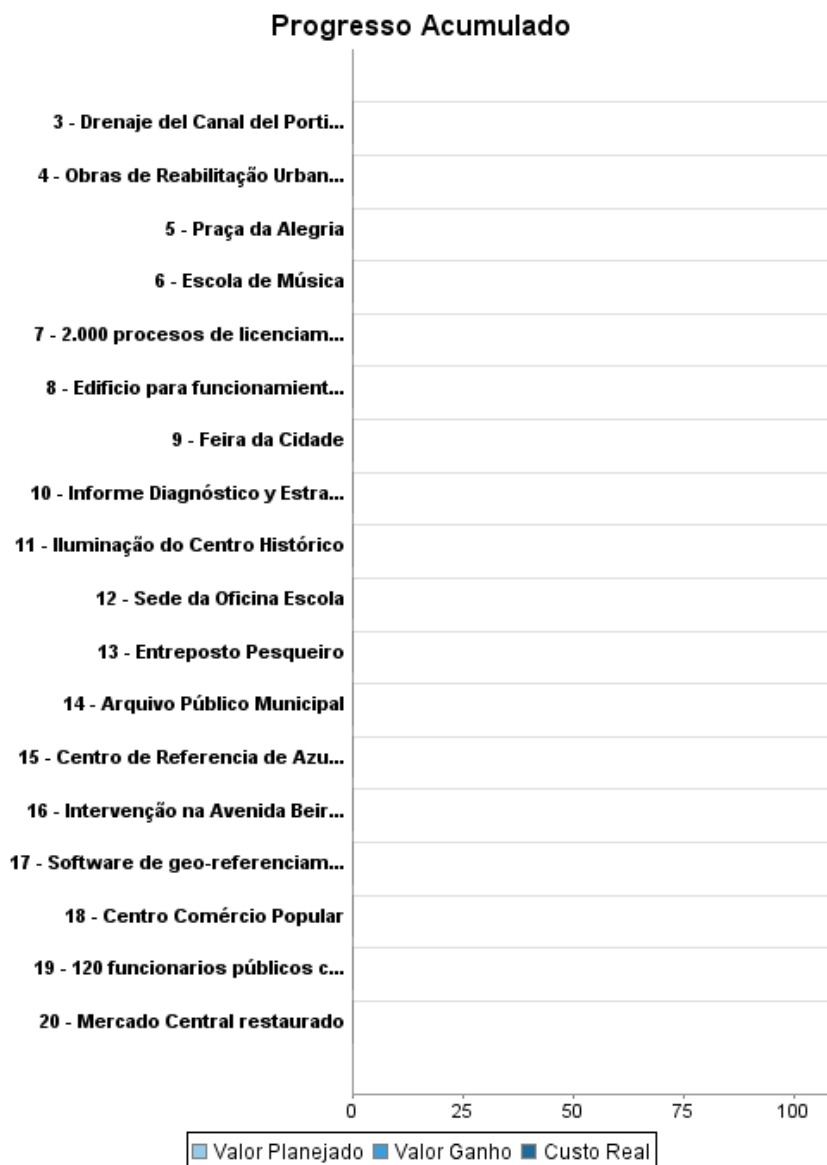 Progresso Acumulado
3 - Drenaje del Canal del Porti...
4 - Obras de Reabilitação Urban...
5 - Praça da Alegria
6 - Escola de Música
7 - 2.000 procesos de licenciam...
8 - Edificio para funcionamient...
9 - Feira da Cidade
10 - Informe Diagnóstico y Estra...
11 - Iluminação do Centro Histórico
12 - Sede da Oficina Escola
13 - Entreposto Pesqueiro
14 - Arquivo Público Municipal
15 - Centro de Referencia de Azu...
16 - Intervenção na Avenida Beir...
17 - Software de geo-referenciam...
18 - Centro Comércio Popular
19 - 120 funcionarios públicos c...
20 - Mercado Central restaurado
0 25 50 75 100
Valor Planejado Valor Ganho Custo Real